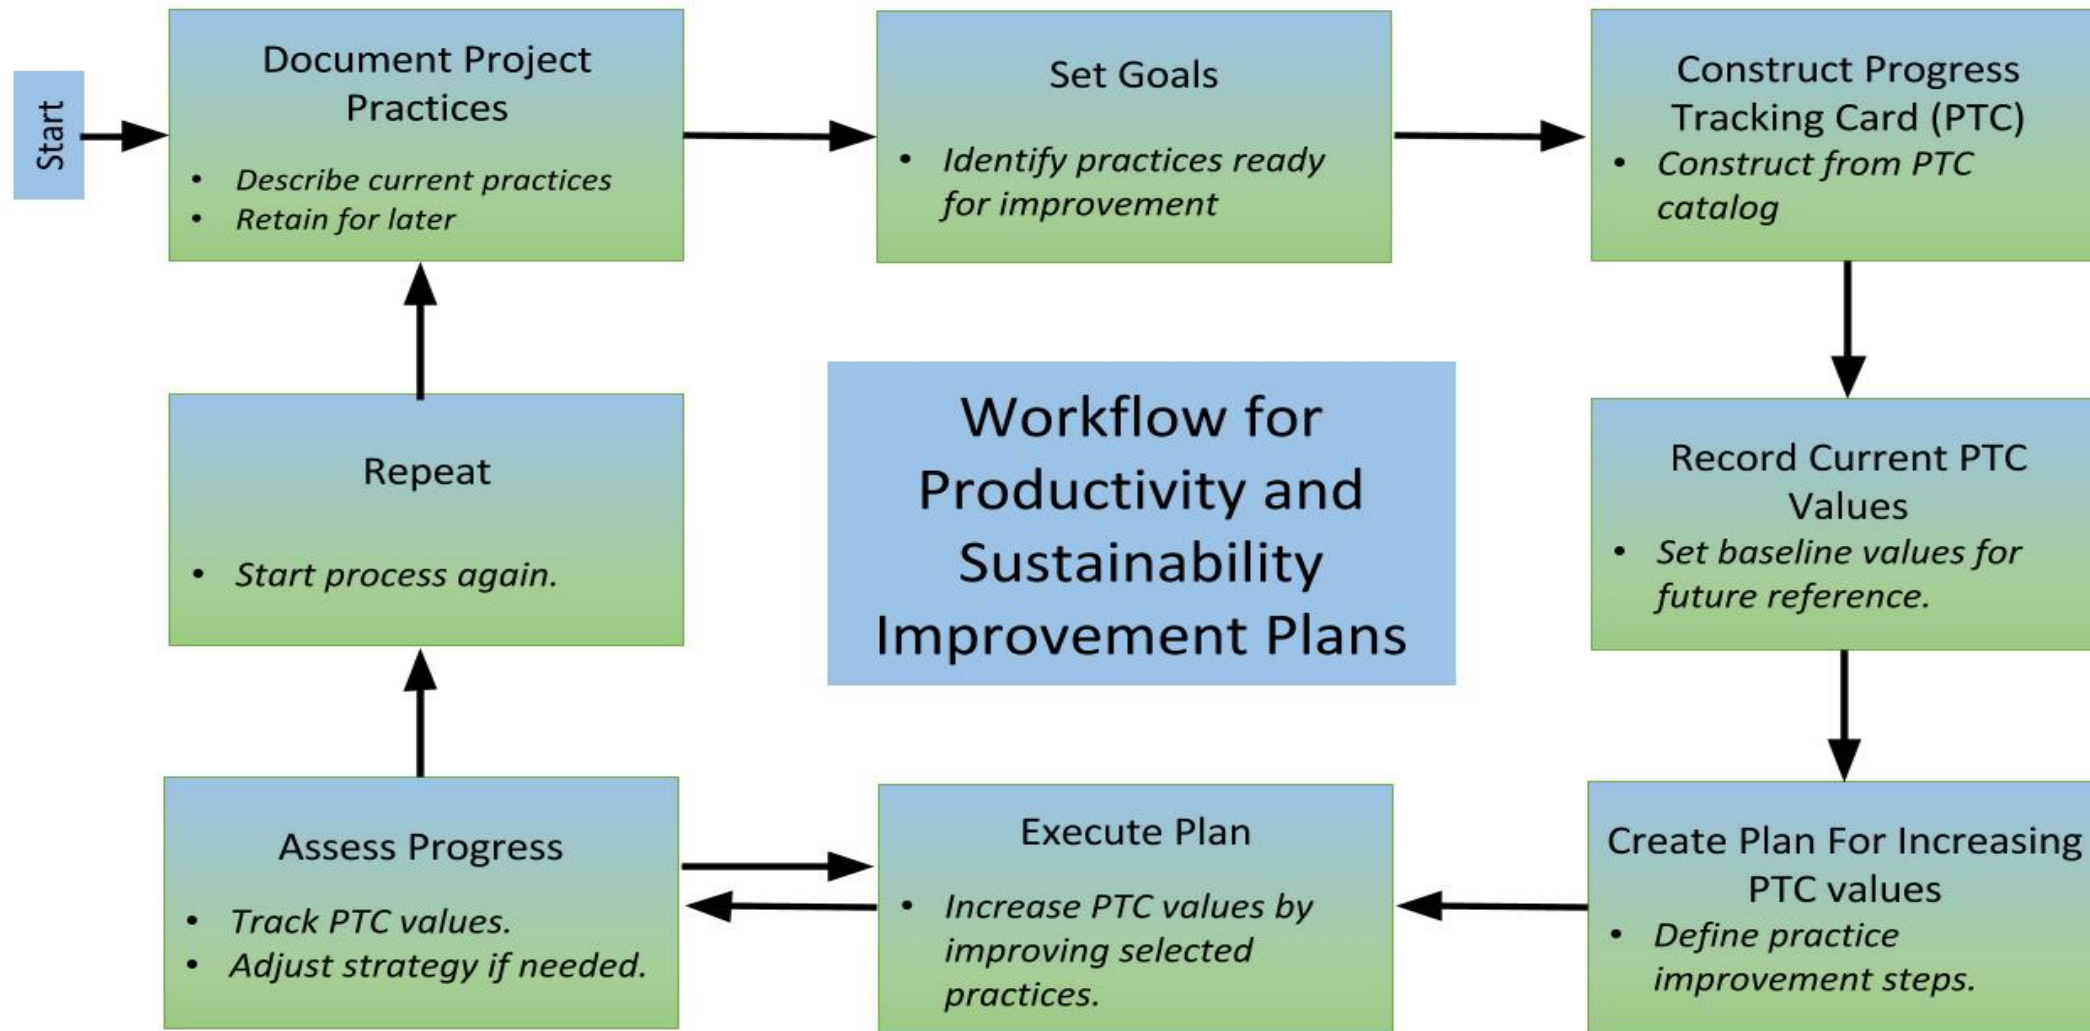 Start
Document Project
Practices
• Describe current practices
• Retain for later
Set Goals
• Identify practices ready
for improvement
Construct Progress
Tracking Card (PTC)
• Construct from PTC
catalog
Record Current PTC
Values
• Set baseline values for
future reference.
Create Plan For Increasing
PTC values
• Define practice
improvement steps.
Execute Plan
• Increase PTC values by
improving selected
practices.
Assess Progress
• Track PTC values.
• Adjust strategy if needed.
Repeat
• Start process again.
Workflow for
Productivity and
Sustainability
Improvement Plans